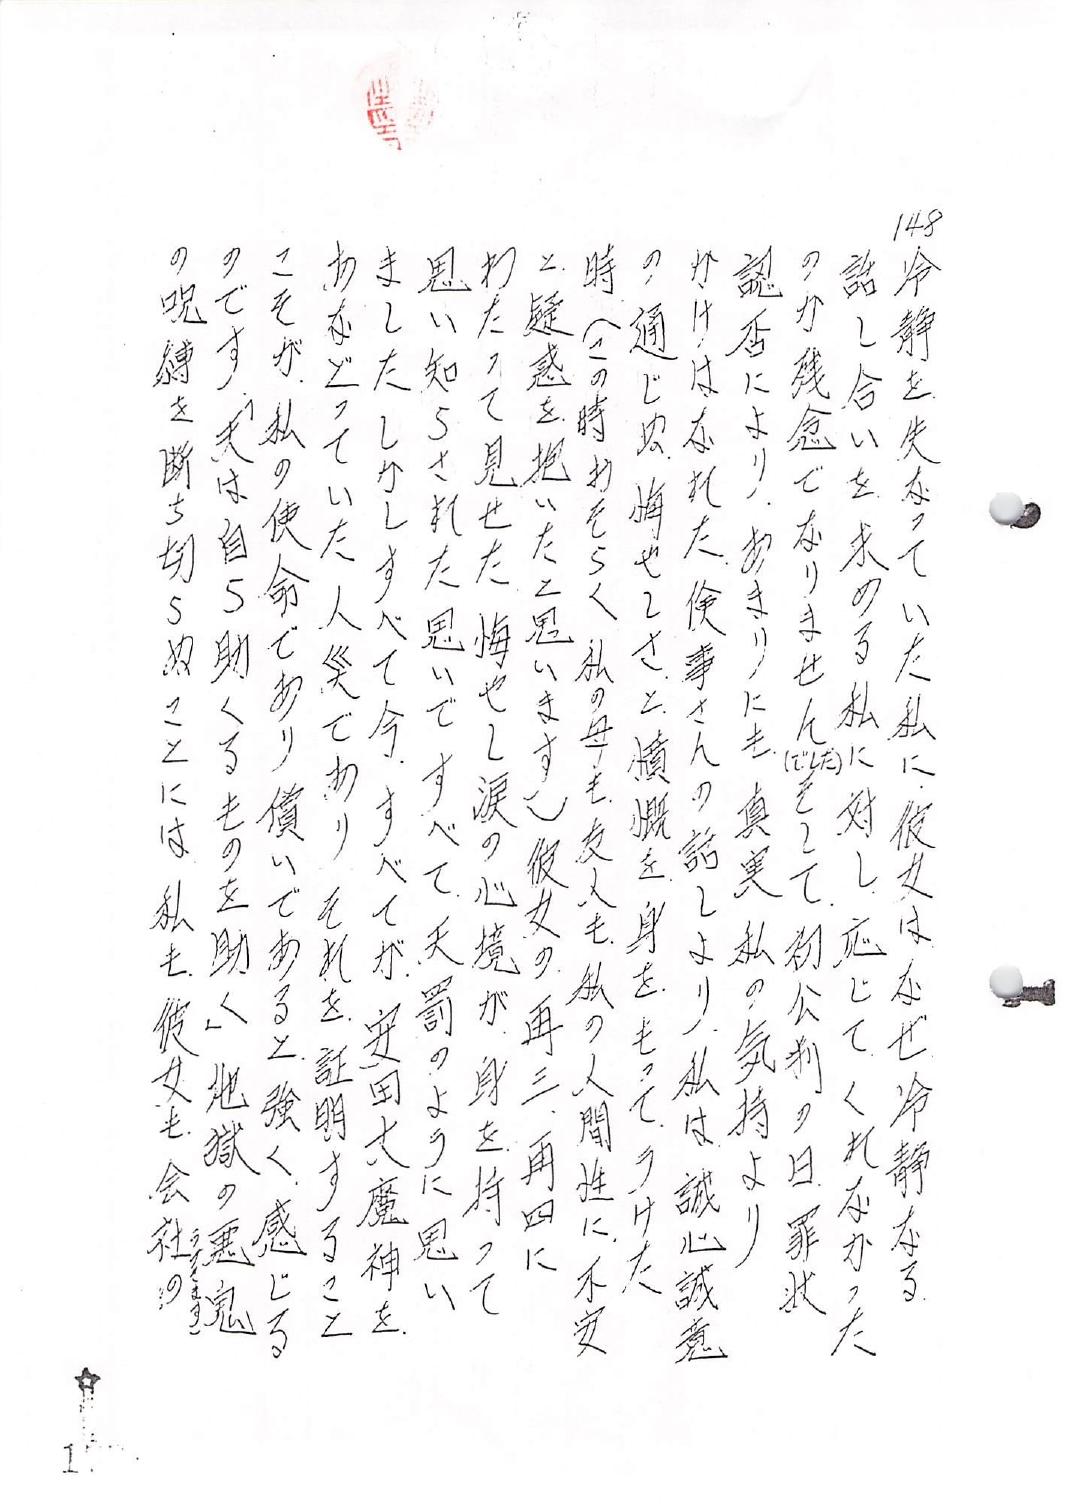 148
冷静を失なっていた私に、彼女はなぜ冷静なる
話し合いを求める私に対し応じてくれなかった
のか残念でなりません(でした)そして、初公判の日罪状
認否により、あまりにも真実私の気持より
かけはなれた検事さんの話しより、私は誠心誠意
の通じぬ悔やしさと憤慨を身をもってうけた
時(この時おそらく私の母も友人も私の人間性に不安
と疑惑を抱いたと思います)彼女の再三、再四に
わたって見せた悔やし涙の心境が、身を持って
思い知らされた思いですべて、天罰のように思い
ました しかしすべて今、すべてが安田大魔神を
あなどっていた人災でありそれを証明すること
こそが、私の使命であり償いであると強く感じる
のです、「天は自ら助くるものを助く」地獄の悪鬼
の呪縛を断ち切らぬことには私も彼女も会社の
1